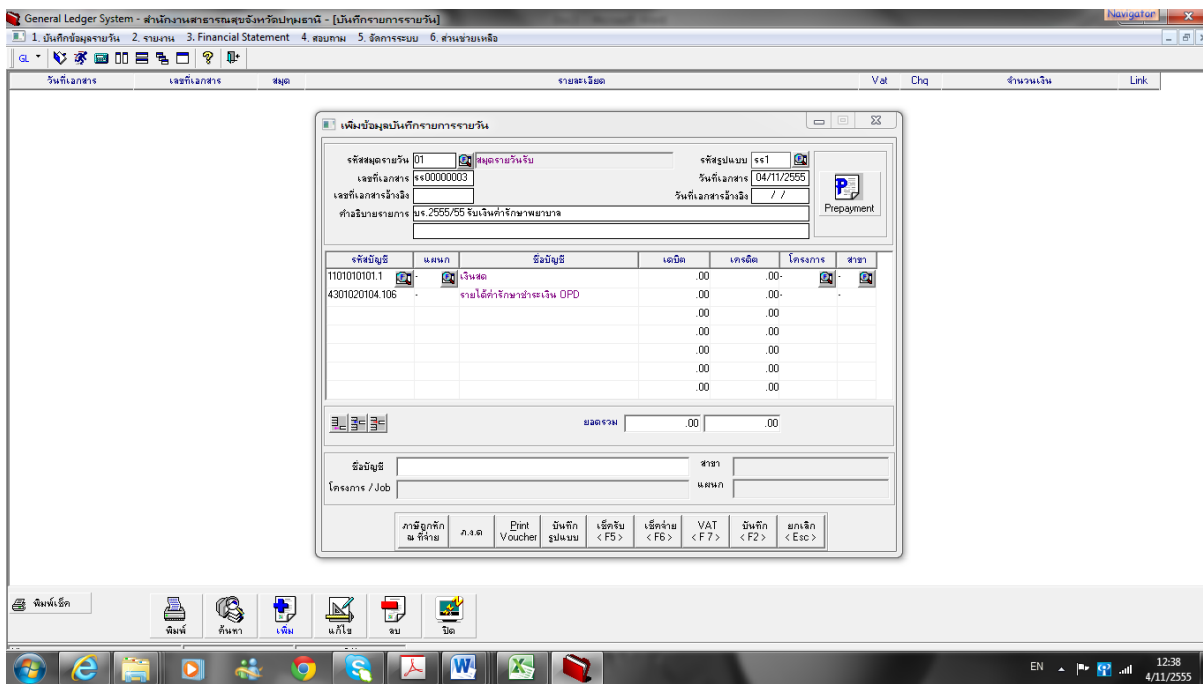 General Ledger System - สำนักงานสาธารณสุขจังหวัดปทุมธานี - [บันทึกรายการรายวัน]
Navigator
1. บันทึกข้อมูลรายวัน 2. รายงาน 3. Financial Statement 4. สอบถาม 5. จัดการระบบ 6. ส่วนช่วยเหลือ
GL
วันที่เอกสาร เลขที่เอกสาร สมุด รายละเอียด Vat Chq จำนวนเงิน Link
เพิ่มข้อมูลบันทึกรายการรายวัน
รหัสสมุดรายวัน 01 สมุดรายวันรับ รหัสรูปแบบ รร1
เลขที่เอกสาร รร00000003 วันที่เอกสาร 04/11/2555
เลขที่เอกสารอ้างอิง วันที่เอกสารอ้างอิง / /
Prepayment
คำอธิบายรายการ บร.2555/55 รับเงินค่ารักษาพยาบาล
รหัสบัญชี แผนก ชื่อบัญชี เดบิต เครดิต โครงการ สาขา
1101010101.1 - เงินสด .00 .00 - -
4301020104.106 - รายได้ค่ารักษาชำระเงิน OPD .00 .00 - -
.00 .00
.00 .00
.00 .00
.00 .00
.00 .00
ยอดรวม .00 .00
ชื่อบัญชี สาขา
โครงการ / Job แผนก
ภาษีถูกหัก ณ ที่จ่าย ภ.ง.ด Print Voucher บันทึก รูปแบบ เช็ครับ <F5> เช็คจ่าย <F6> VAT <F7> บันทึก <F2> ยกเลิก <Esc>
พิมพ์เช็ค
พิมพ์ ค้นหา เพิ่ม แก้ไข ลบ ปิด
EN 12:38
4/11/2555